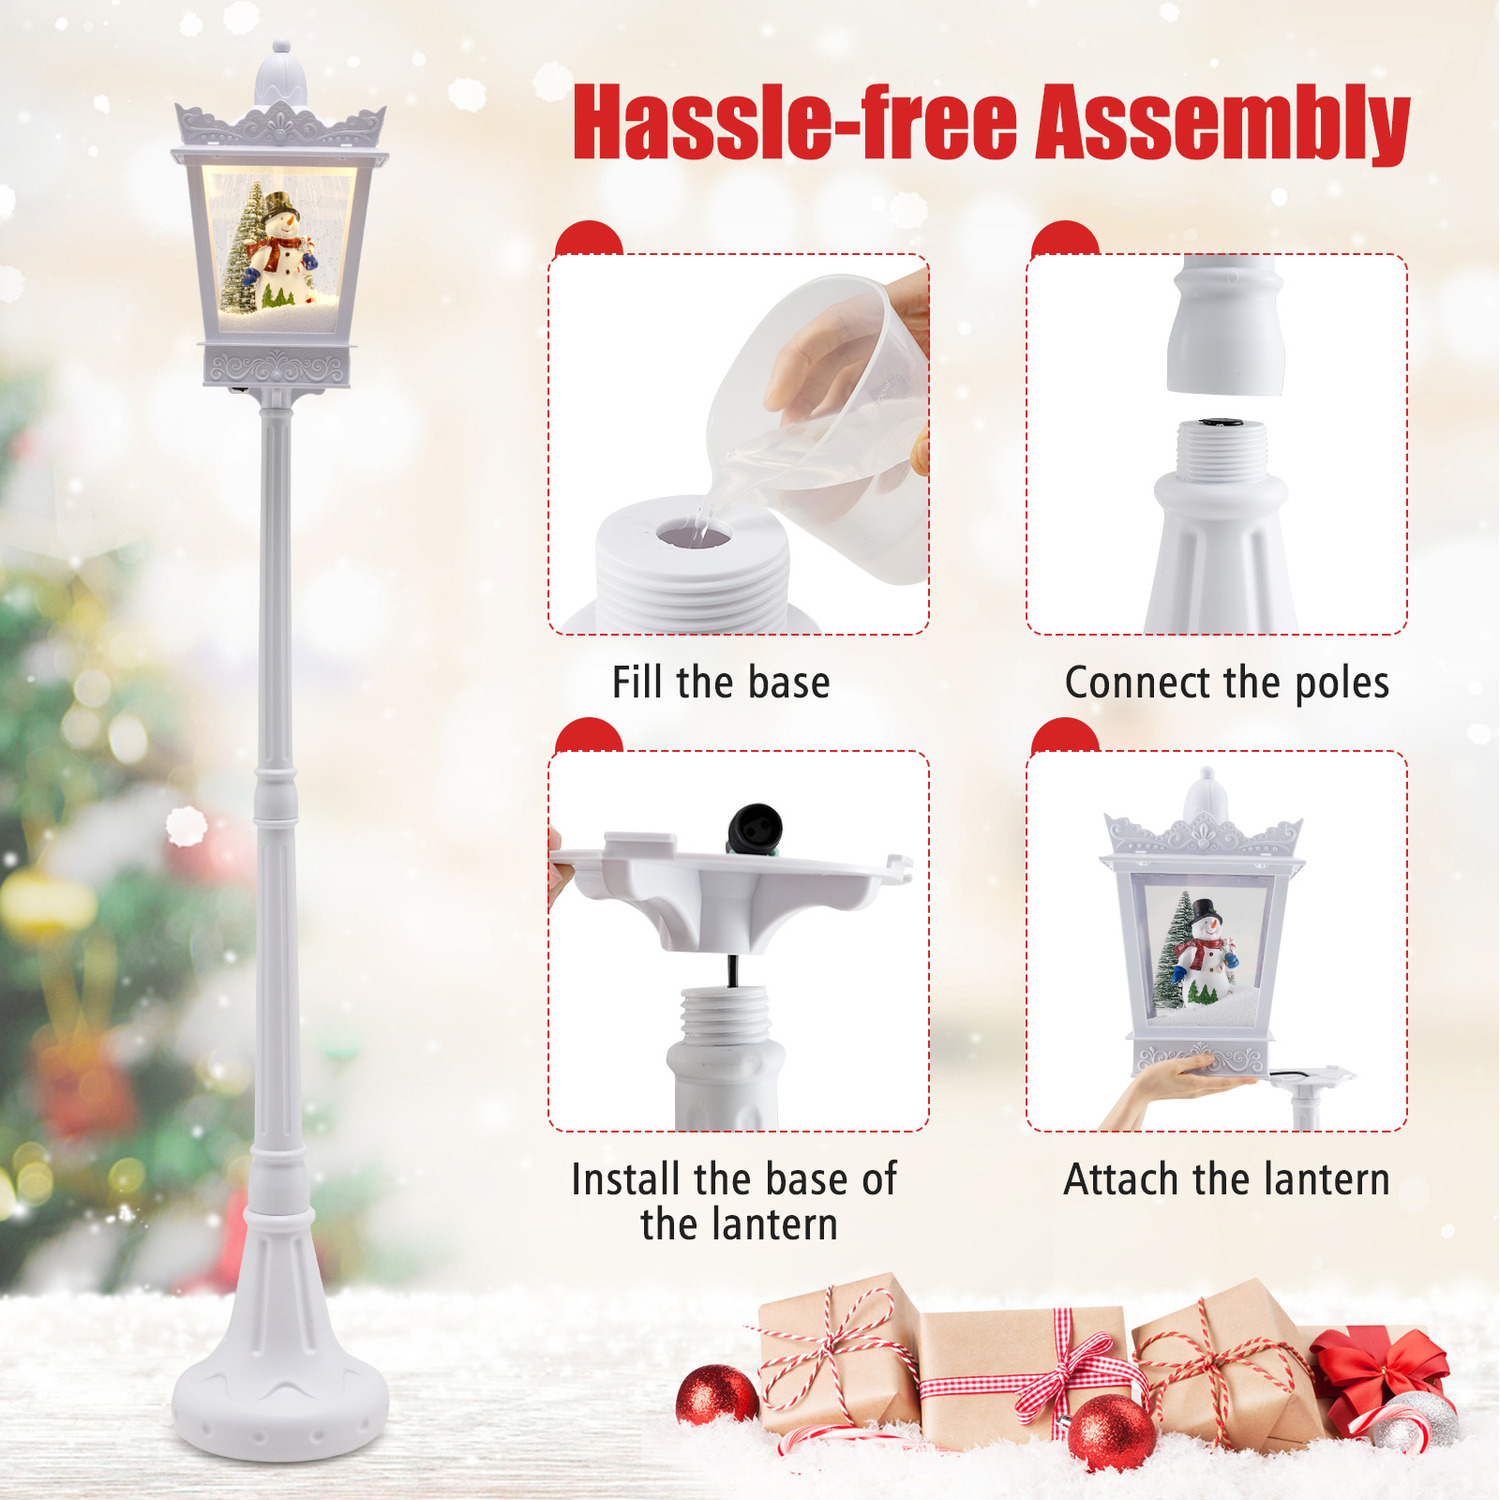 Hassle-free Assembly
Fill the base
Connect the poles
Install the base of
the lantern
Attach the lantern